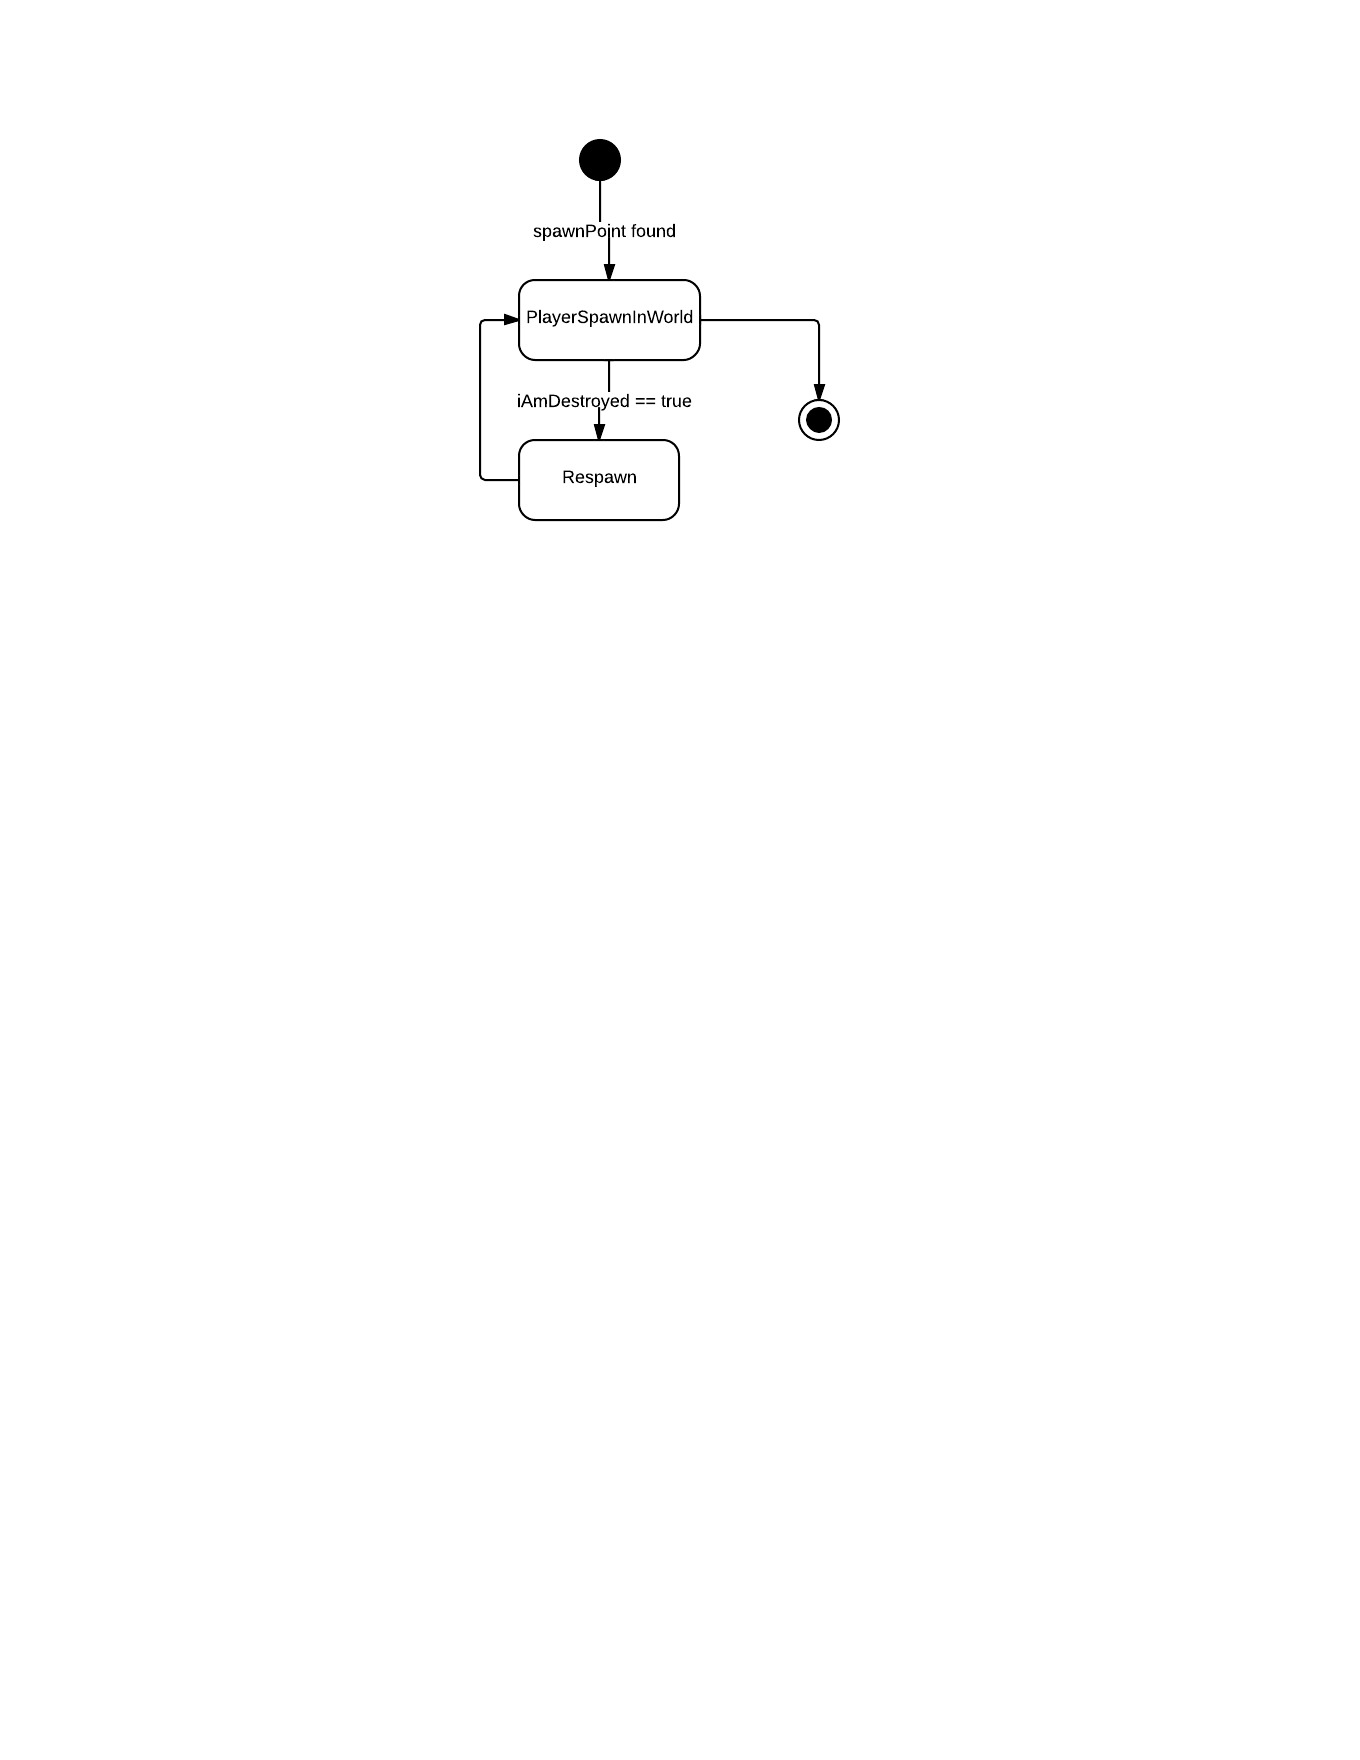 spawnPoint found
PlayerSpawnInWorld
iAmDestroyed == true
Respawn